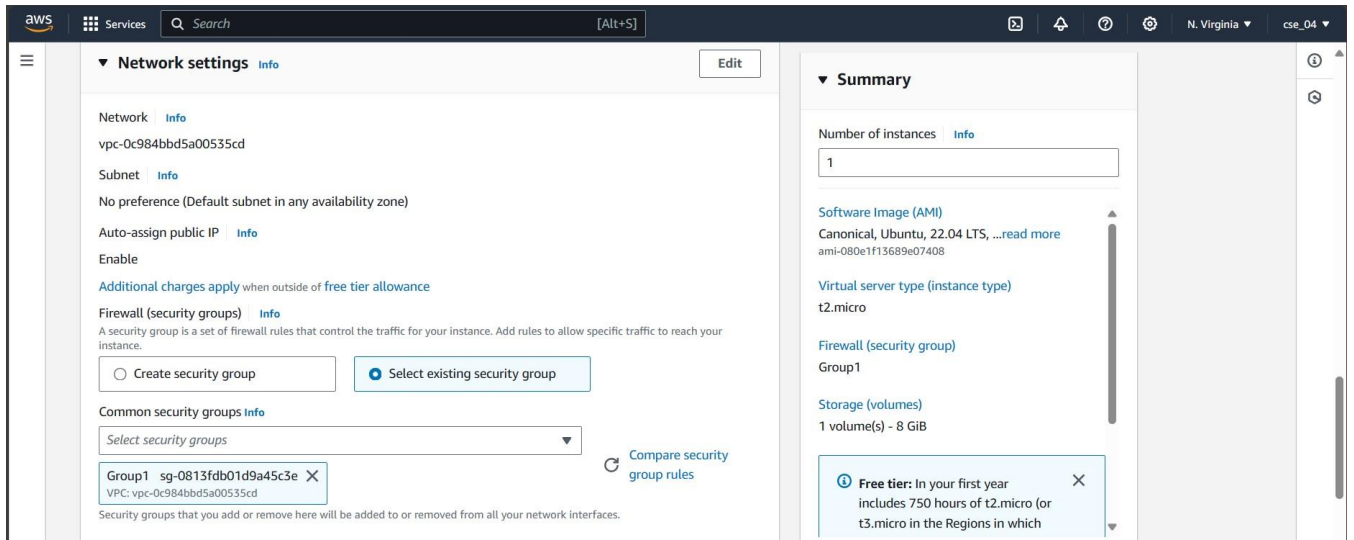 aws
Services
Search
[Alt+S]
N. Virginia ▼
cse_04 ▼
▼ Network settings Info
Edit
Network Info
vpc-0c984bbd5a00535cd
Subnet Info
No preference (Default subnet in any availability zone)
Auto-assign public IP Info
Enable
Additional charges apply when outside of free tier allowance
Firewall (security groups) Info
A security group is a set of firewall rules that control the traffic for your instance. Add rules to allow specific traffic to reach your
instance.
Create security group
Select existing security group
Common security groups Info
Select security groups
Group1 sg-0813fdb01d9a45c3e
VPC: vpc-0c984bbd5a00535cd
Compare security
group rules
Security groups that you add or remove here will be added to or removed from all your network interfaces.
▼ Summary
Number of instances Info
1
Software Image (AMI)
Canonical, Ubuntu, 22.04 LTS, ...read more
ami-080e1f13689e07408
Virtual server type (instance type)
t2.micro
Firewall (security group)
Group1
Storage (volumes)
1 volume(s) - 8 GiB
Free tier: In your first year
includes 750 hours of t2.micro (or
t3.micro in the Regions in which